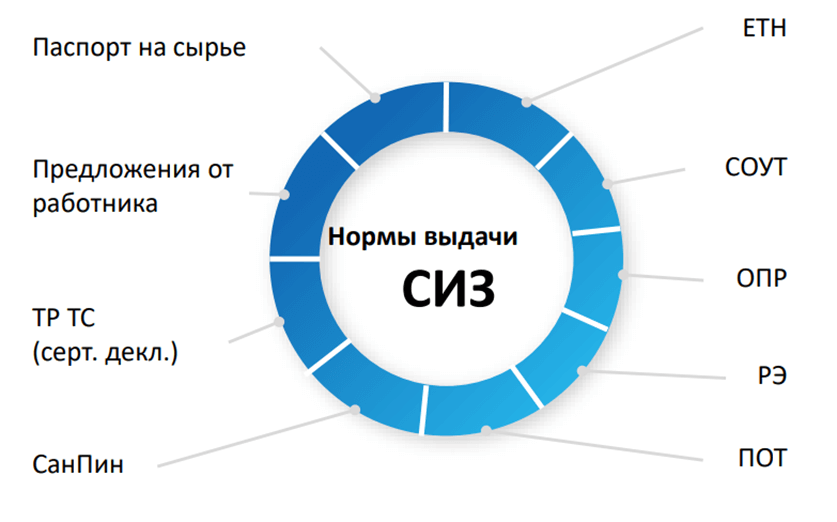 Паспорт на сырье
Предложения от
работника
ТР ТС
(серт. декл.)
СанПин
Нормы выдачи
СИЗ
ЕТН
СОУТ
ОПР
РЭ
ПОТ